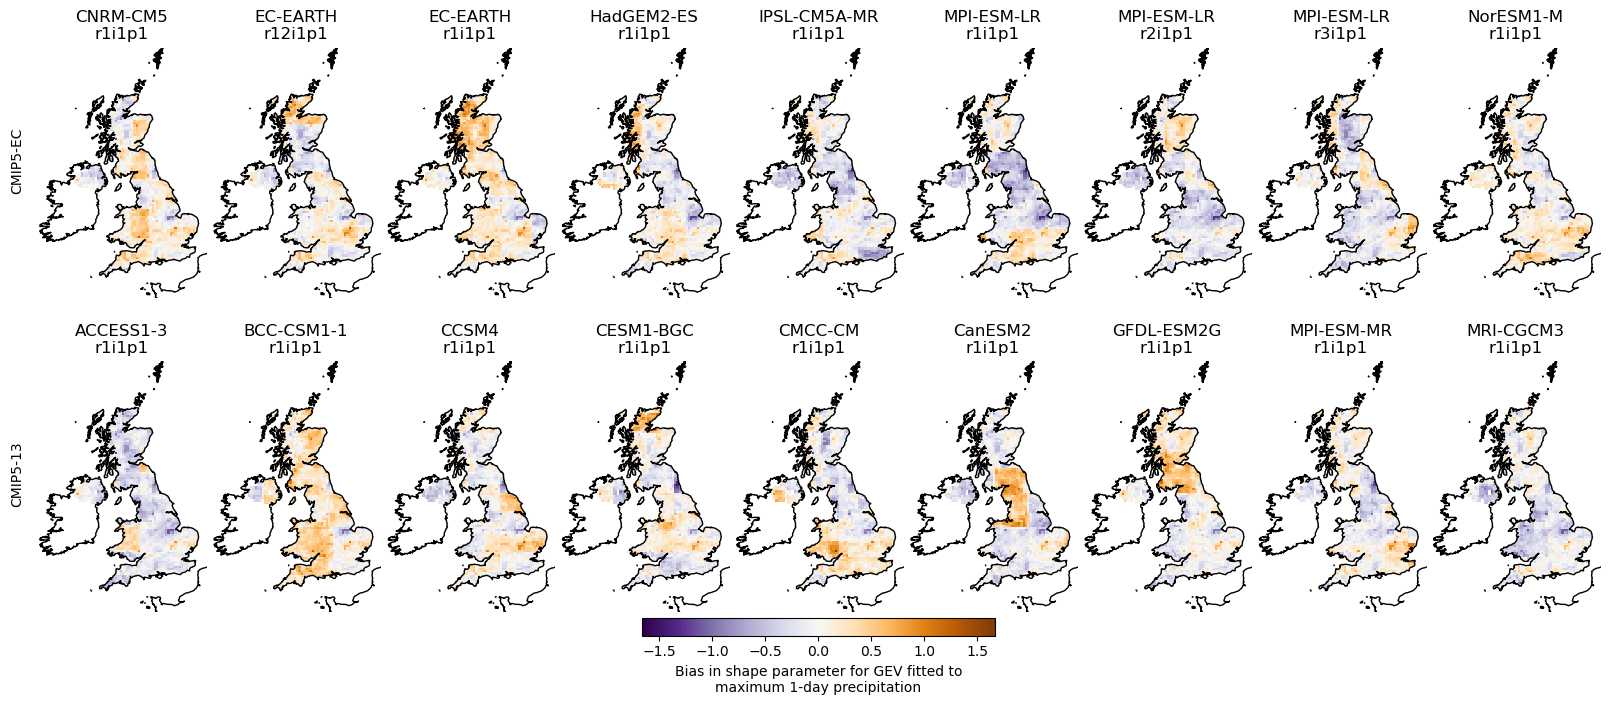 CNRM-CM5 EC-EARTH EC-EARTH HadGEM2-ES IPSL-CM5A-MR MPI-ESM-LR MPI-ESM-LR MPI-ESM-LR NorESM1-M
r1i1p1 r12i1p1 r1i1p1 r1i1p1 r1i1p1 r1i1p1 r2i1p1 r3i1p1 r1i1p1
CMIP5-EC
ACCESS1-3 BCC-CSM1-1 CCSM4 CESM1-BGC CMCC-CM CanESM2 GFDL-ESM2G MPI-ESM-MR MRI-CGCM3
r1i1p1 r1i1p1 r1i1p1 r1i1p1 r1i1p1 r1i1p1 r1i1p1 r1i1p1 r1i1p1
CMIP5-13
−1.5 −1.0 −0.5 0.0 0.5 1.0 1.5
Bias in shape parameter for GEV fitted to
maximum 1-day precipitation